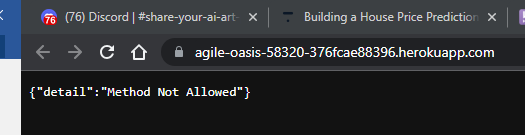 76
(76) Discord | #share-your-ai-art-
Building a House Price Prediction
agile-oasis-58320-376fcae88396.herokuapp.com
{"detail":"Method Not Allowed"}